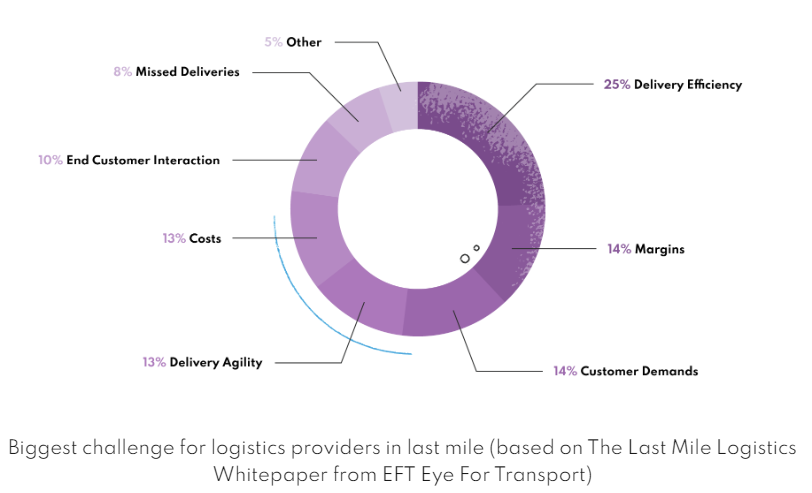 5% Other
8% Missed Deliveries
25% Delivery Efficiency
10% End Customer Interaction
13% Costs
14% Margins
13% Delivery Agility
14% Customer Demands
Biggest challenge for logistics providers in last mile (based on The Last Mile Logistics
Whitepaper from EFT Eye For Transport)